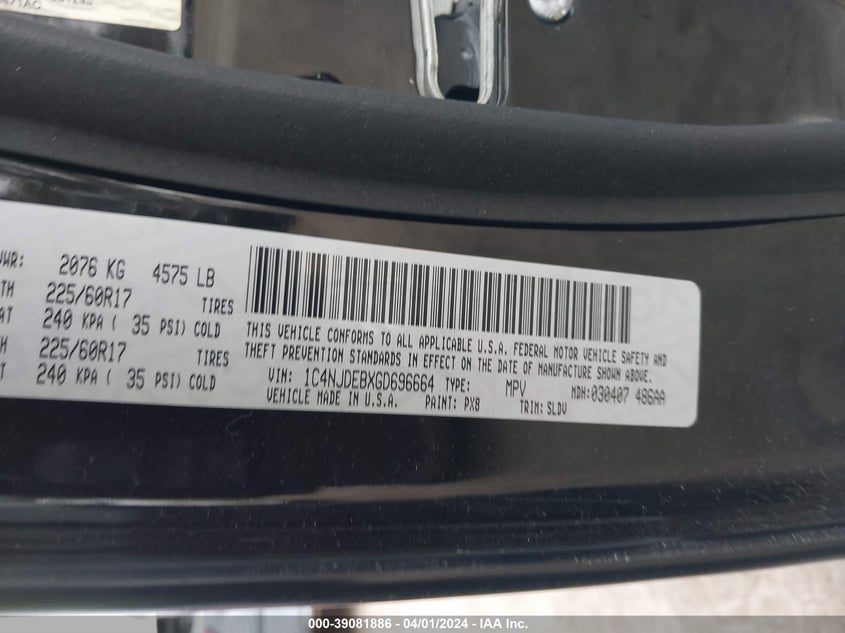 471AC
VWR: 2076 KG 4575 LB
TH 225/60R17 TIRES
AT 240 KPA ( 35 PSI) COLD
H 225/60R17 TIRES
T 240 KPA ( 35 PSI) COLD
THIS VEHICLE CONFORMS TO ALL APPLICABLE U.S.A. FEDERAL MOTOR VEHICLE SAFETY AND
THEFT PREVENTION STANDARDS IN EFFECT ON THE DATE OF MANUFACTURE SHOWN ABOVE.
VIN: 1C4NJDEBXGD696664 TYPE: MPV MDH:030407 486AA
VEHICLE MADE IN U.S.A. PAINT: PX8 TRIM: SLDV
000-39081886 / 04/01/2024 - IAA Inc.